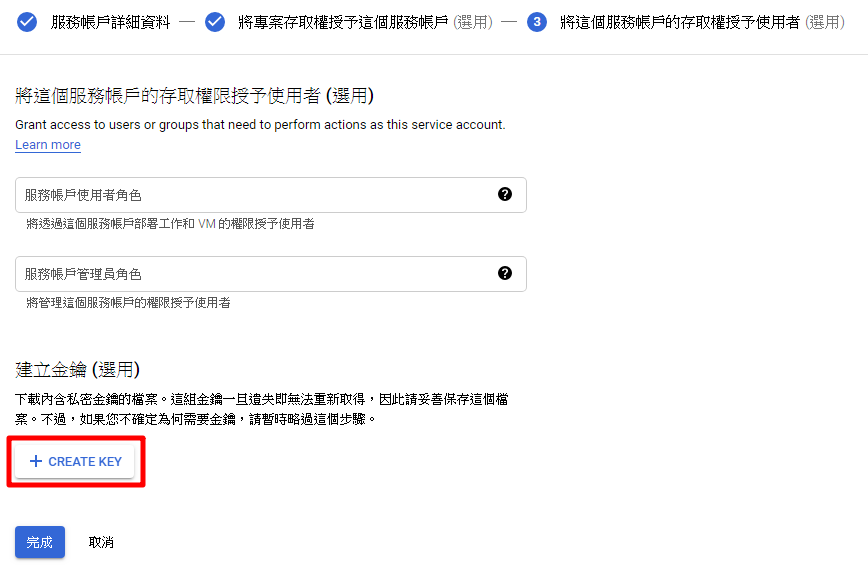 服務帳戶詳細資料 — 將專案存取權授予這個服務帳戶 (選用) — 3 將這個服務帳戶的存取權授予使用者 (選用)
將這個服務帳戶的存取權限授予使用者 (選用)
Grant access to users or groups that need to perform actions as this service account.
Learn more
服務帳戶使用者角色 ?
將透過這個服務帳戶部署工作和 VM 的權限授予使用者
服務帳戶管理員角色 ?
將管理這個服務帳戶的權限授予使用者
建立金鑰 (選用)
下載內含私密金鑰的檔案。這組金鑰一旦遺失即無法重新取得，因此請妥善保存這個檔
案。不過，如果您不確定為何需要金鑰，請暫時略過這個步驟。
+ CREATE KEY
完成 取消